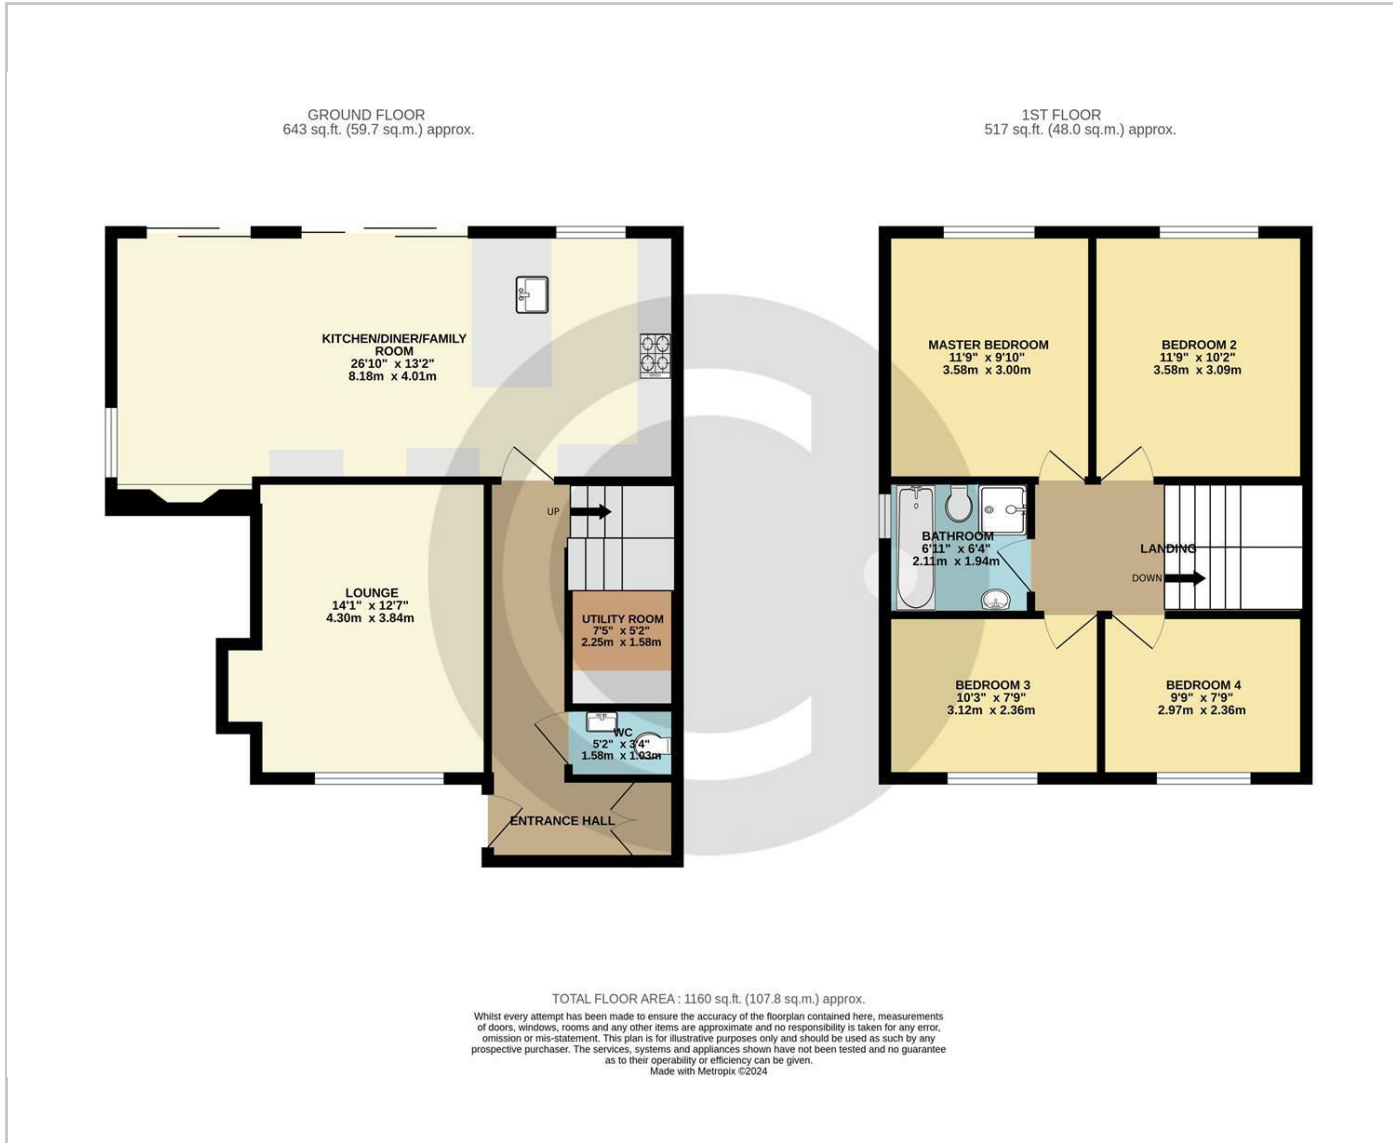 GROUND FLOOR
643 sq.ft. (59.7 sq.m.) approx.
1ST FLOOR
517 sq.ft. (48.0 sq.m.) approx.
KITCHEN/DINER/FAMILY
ROOM
26'10" x 13'2"
8.18m x 4.01m
UP
LOUNGE
14'1" x 12'7"
4.30m x 3.84m
UTILITY ROOM
7'5" x 5'2"
2.25m x 1.58m
WC
5'2" x 3'4"
1.58m x 1.03m
ENTRANCE HALL
MASTER BEDROOM
11'9" x 9'10"
3.58m x 3.00m
BEDROOM 2
11'9" x 10'2"
3.58m x 3.09m
BATHROOM
6'11" x 6'4"
2.11m x 1.94m
LANDING
DOWN
BEDROOM 3
10'3" x 7'9"
3.12m x 2.36m
BEDROOM 4
9'9" x 7'9"
2.97m x 2.36m
TOTAL FLOOR AREA : 1160 sq.ft. (107.8 sq.m.) approx.
Whilst every attempt has been made to ensure the accuracy of the floorplan contained here, measurements
of doors, windows, rooms and any other items are approximate and no responsibility is taken for any error,
omission or mis-statement. This plan is for illustrative purposes only and should be used as such by any
prospective purchaser. The services, systems and appliances shown have not been tested and no guarantee
as to their operability or efficiency can be given.
Made with Metropix ©2024